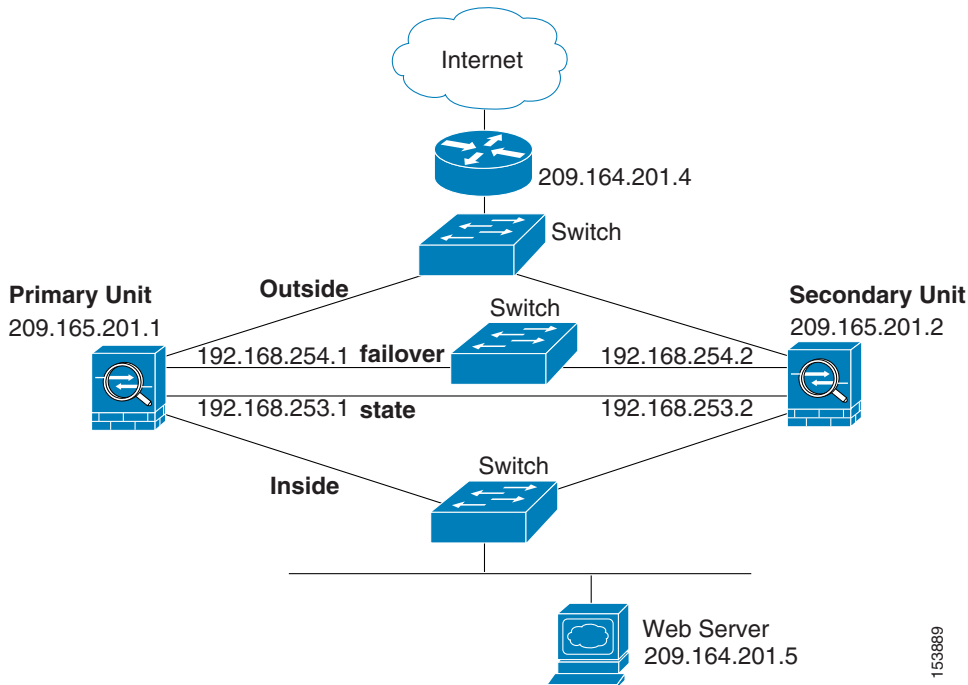 Internet
209.164.201.4
Switch
Outside
Primary Unit
209.165.201.1
Secondary Unit
209.165.201.2
Switch
192.168.254.1 failover 192.168.254.2
192.168.253.1 state 192.168.253.2
Switch
Inside
Web Server
209.164.201.5
153889